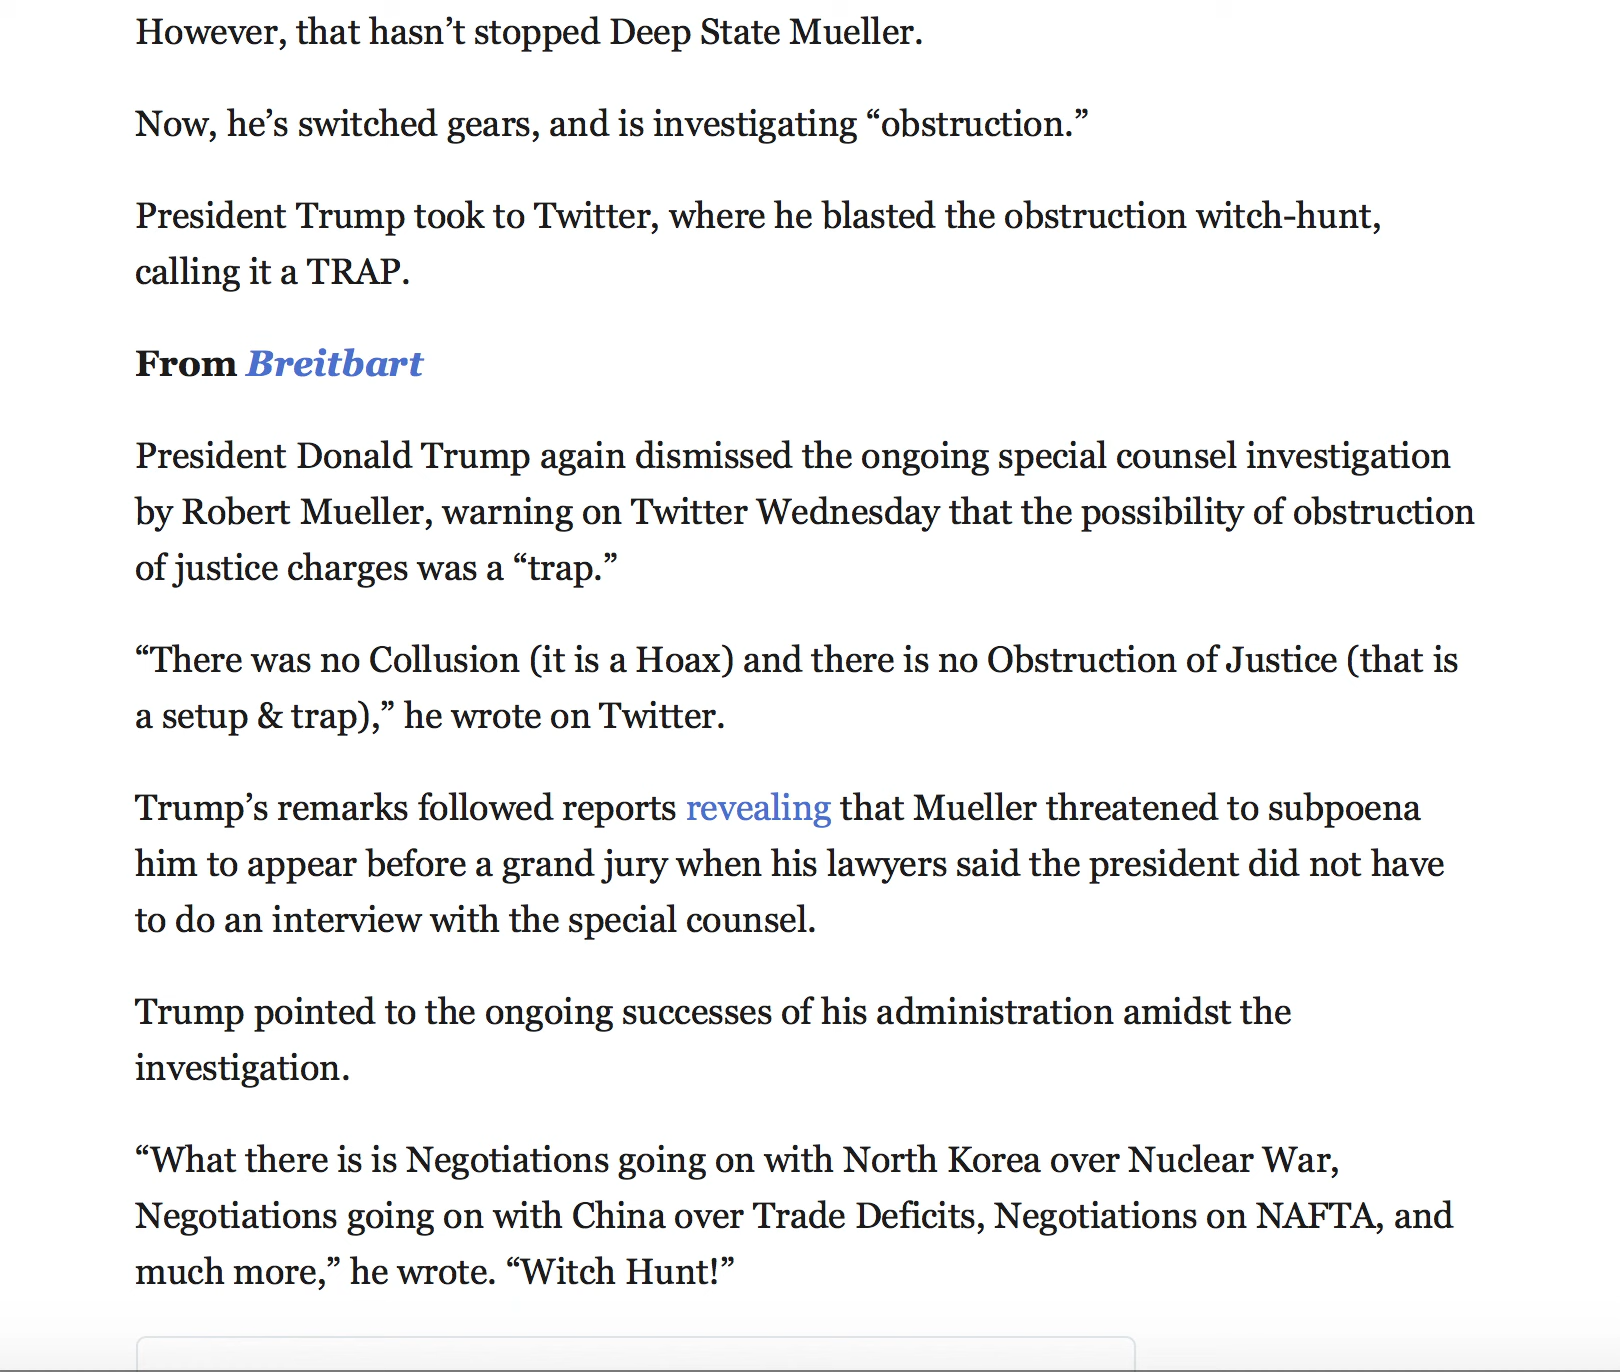 However, that hasn’t stopped Deep State Mueller.
Now, he’s switched gears, and is investigating “obstruction.”
President Trump took to Twitter, where he blasted the obstruction witch-hunt,
calling it a TRAP.
From Breitbart
President Donald Trump again dismissed the ongoing special counsel investigation
by Robert Mueller, warning on Twitter Wednesday that the possibility of obstruction
of justice charges was a “trap.”
“There was no Collusion (it is a Hoax) and there is no Obstruction of Justice (that is
a setup & trap),” he wrote on Twitter.
Trump’s remarks followed reports revealing that Mueller threatened to subpoena
him to appear before a grand jury when his lawyers said the president did not have
to do an interview with the special counsel.
Trump pointed to the ongoing successes of his administration amidst the
investigation.
“What there is is Negotiations going on with North Korea over Nuclear War,
Negotiations going on with China over Trade Deficits, Negotiations on NAFTA, and
much more,” he wrote. “Witch Hunt!”